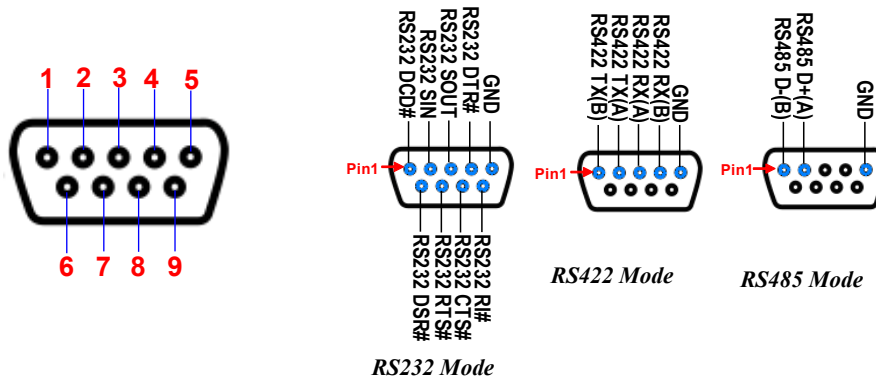 1 2 3 4 5
6 7 8 9
RS232 DCD#
RS232 SIN
RS232 SOUT
RS232 DTR#
GND
Pin1
RS232 DSR#
RS232 RTS#
RS232 CTS#
RS232 RI#
RS232 Mode
RS422 TX(B)
RS422 TX(A)
RS422 RX(A)
RS422 RX(B)
GND
Pin1
RS422 Mode
RS485 D-(B)
RS485 D+(A)
GND
Pin1
RS485 Mode